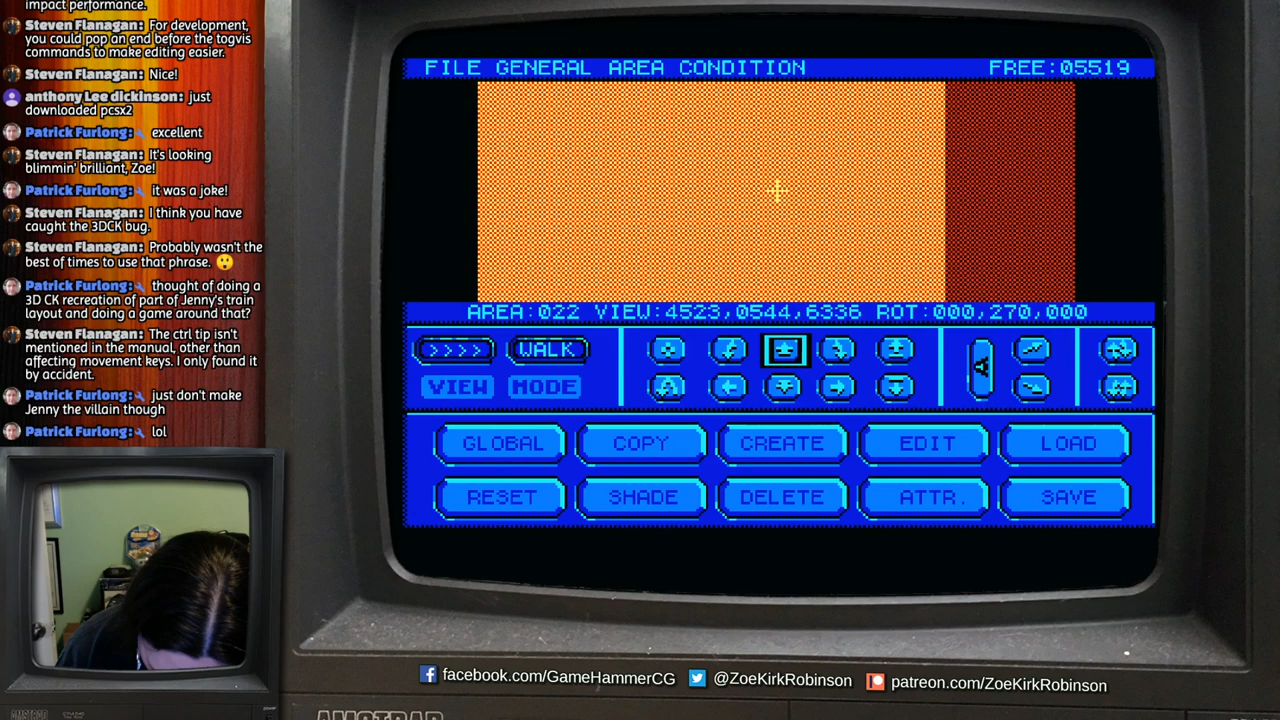 impact performance.
Steven Flanagan: For development,
you could pop an end before the togvis
commands to make editing easier.
Steven Flanagan: Nice!
anthony Lee dickinson: just
downloaded pcsx2
Patrick Furlong: excellent
Steven Flanagan: It's looking
blimmin' brilliant, Zoe!
Patrick Furlong: it was a joke!
Steven Flanagan: I think you have
caught the 3DCK bug.
Steven Flanagan: Probably wasn't the
best of times to use that phrase. 😲
Patrick Furlong: thought of doing a
3D CK recreation of part of Jenny's train
layout and doing a game around that?
Steven Flanagan: The ctrl tip isn't
mentioned in the manual, other than
affecting movement keys. I only found it
by accident.
Patrick Furlong: just don't make
Jenny the villain though
Patrick Furlong: lol
FILE GENERAL AREA CONDITION FREE:05519
AREA:022 VIEW:4523,0544,6336 ROT:000,270,000
>>>> WALK
VIEW MODE
A
GLOBAL COPY CREATE EDIT LOAD
RESET SHADE DELETE ATTR. SAVE
facebook.com/GameHammerCG @ZoeKirkRobinson patreon.com/ZoeKirkRobinson
AMSTRAD